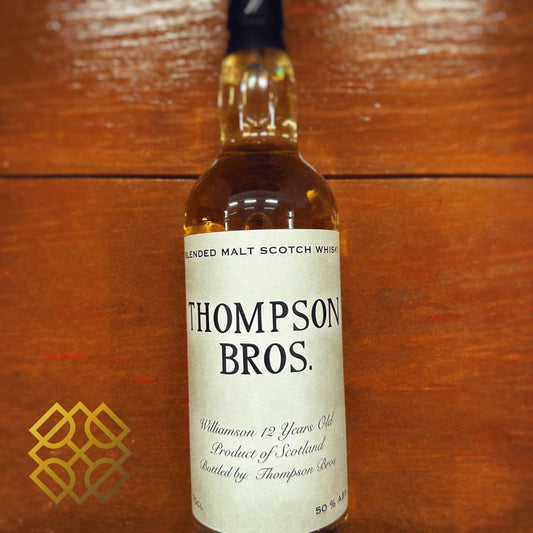 BLENDED MALT SCOTCH WHISKY
THOMPSON
BROS.
Williamson 12 Years Old
Product of Scotland
Bottled by Thompson Bros
70CL
50 % ABV